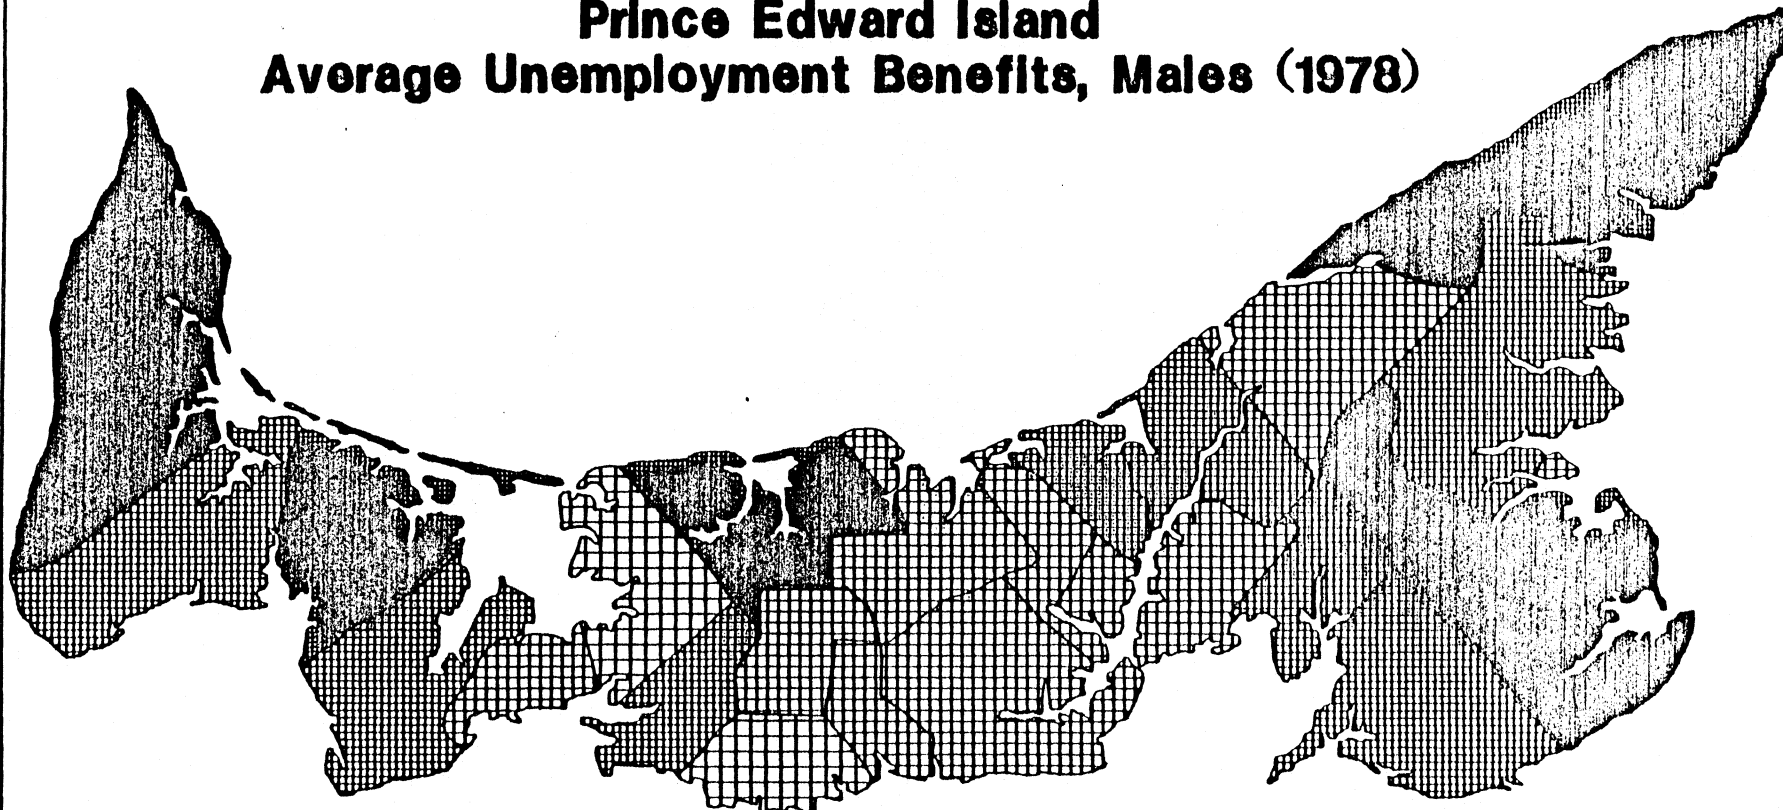 Prince Edward Island
Average Unemployment Benefits, Males (1978)